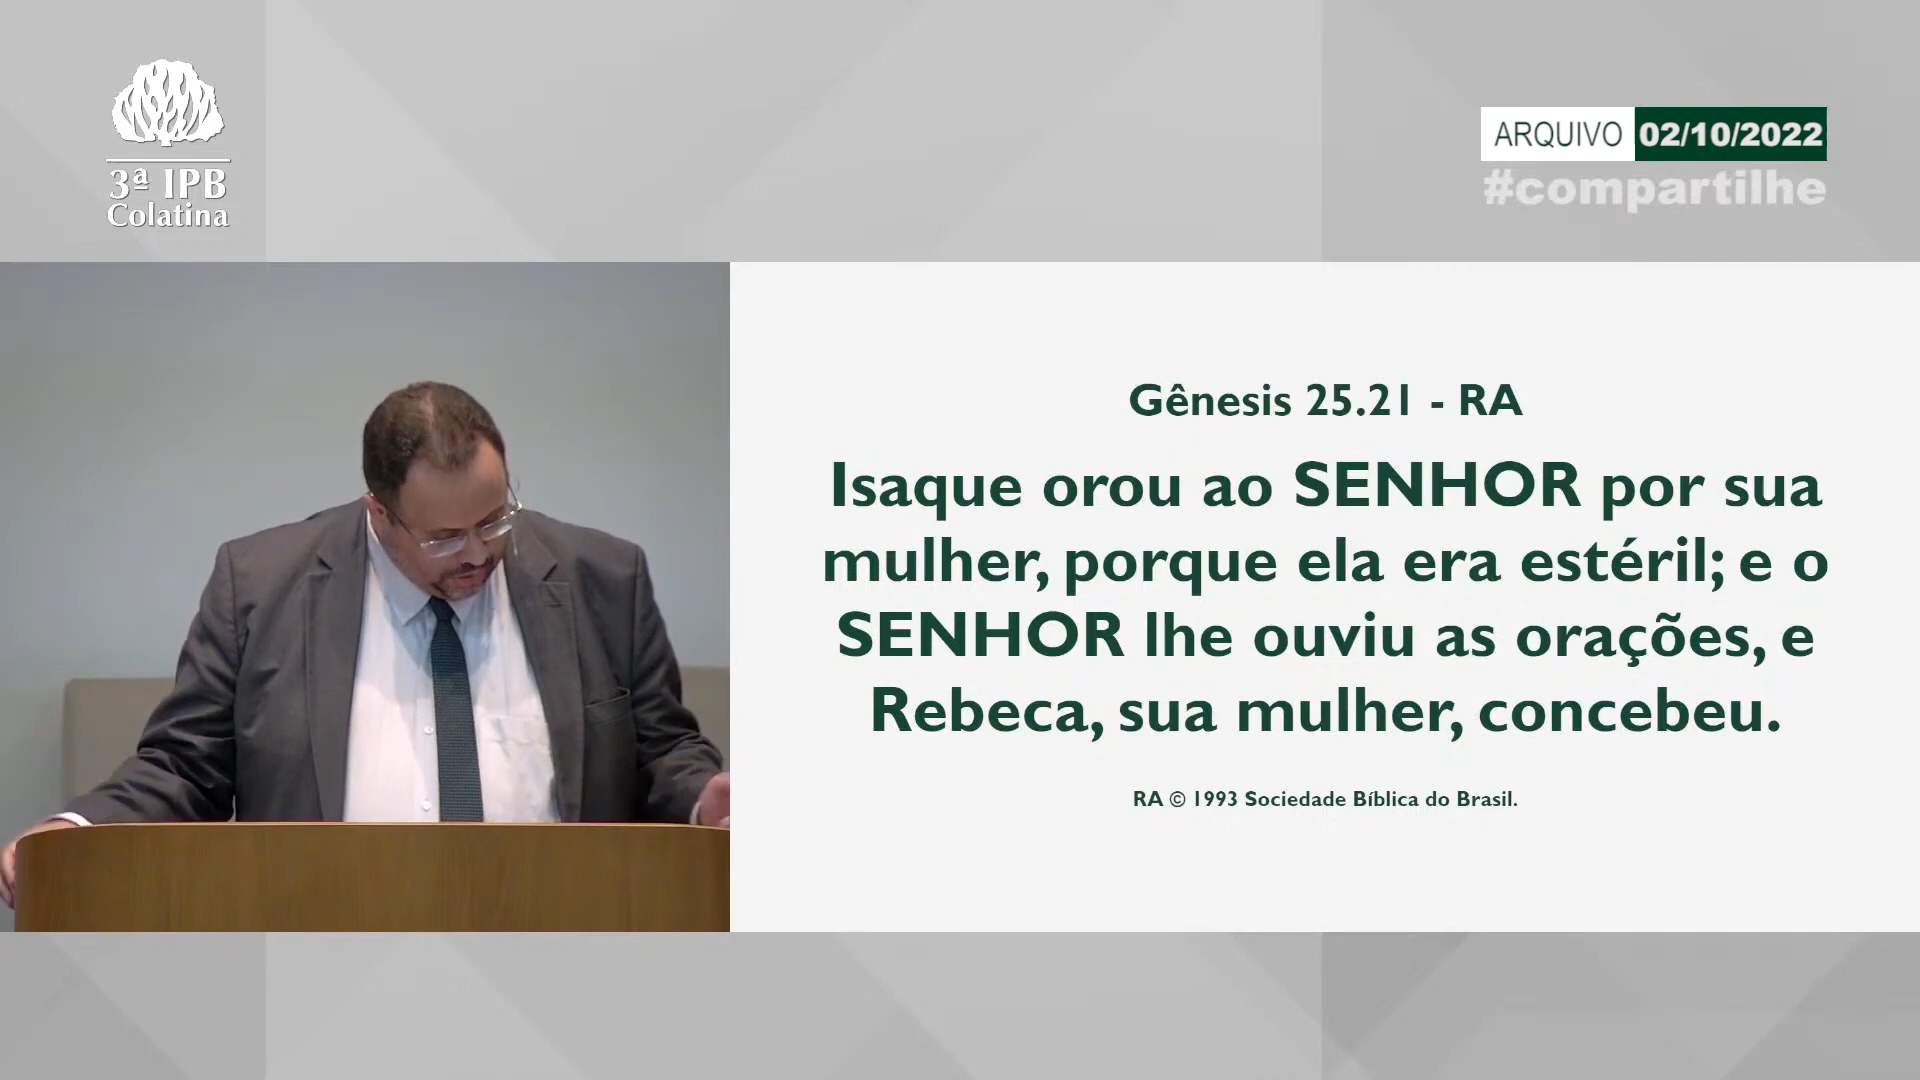 3ª IPB
Colatina
ARQUIVO 02/10/2022
#compartilhe
Gênesis 25.21 - RA
Isaque orou ao SENHOR por sua
mulher, porque ela era estéril; e o
SENHOR lhe ouviu as orações, e
Rebeca, sua mulher, concebeu.
RA © 1993 Sociedade Bíblica do Brasil.